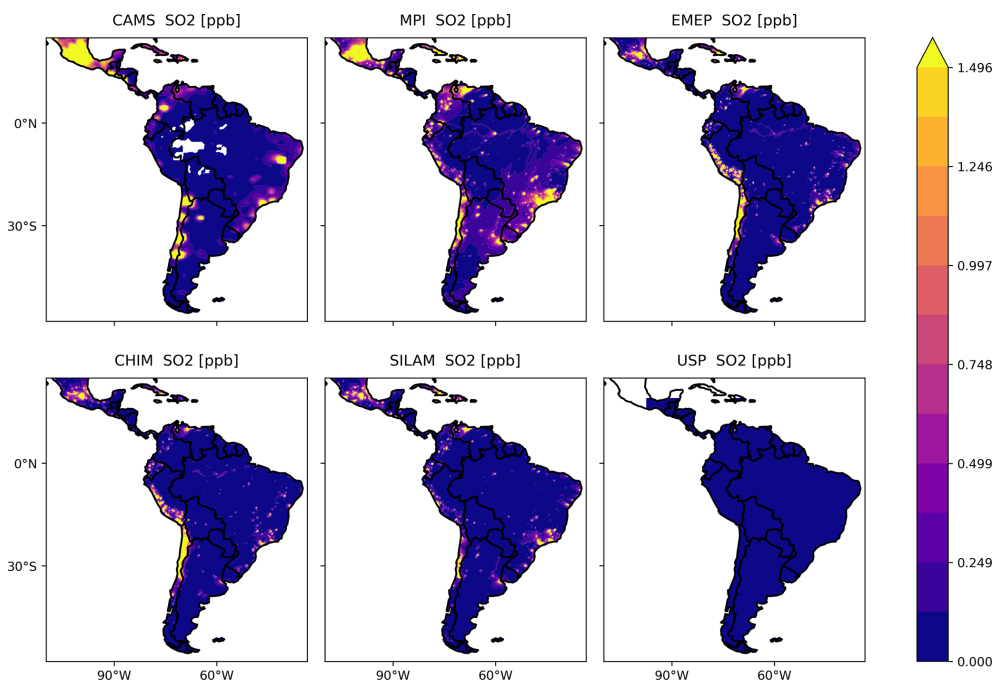 CAMS  SO2 [ppb]
MPI  SO2 [ppb]
EMEP  SO2 [ppb]
0°N
30°S
CHIM  SO2 [ppb]
SILAM  SO2 [ppb]
USP  SO2 [ppb]
0°N
30°S
90°W
60°W
90°W
60°W
90°W
60°W
1.496
1.246
0.997
0.748
0.499
0.249
0.000